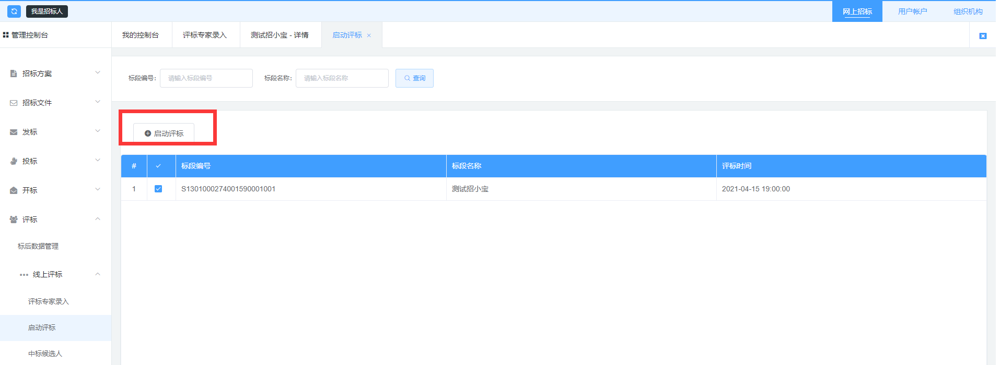 我是招标人
网上招标
用户帐户
组织机构
管理控制台
我的控制台
评标专家录入
测试招小宝 - 详情
启动评标 ×
招标方案
招标文件
发标
投标
开标
评标
标后数据管理
线上评标
评标专家录入
启动评标
中标候选人
标段编号: 请输入标段编号
标段名称: 请输入标段名称
查询
启动评标
# 标段编号 标段名称 评标时间
1 S1301000274001590001001 测试招小宝 2021-04-15 19:00:00